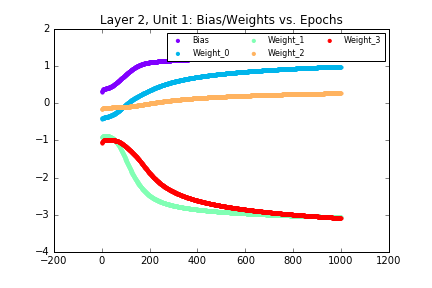 Layer 2, Unit 1: Bias/Weights vs. Epochs
Bias Weight_1 Weight_3
Weight_0 Weight_2
2
1
0
−1
−2
−3
−4
−200 0 200 400 600 800 1000 1200